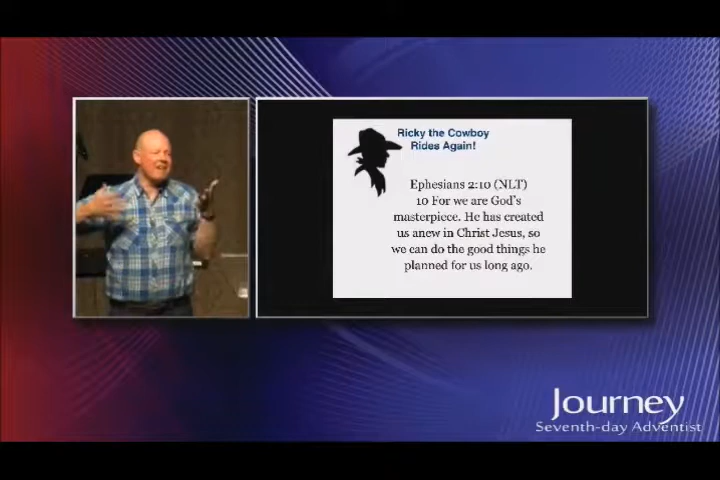 Ricky the Cowboy
Rides Again!
Ephesians 2:10 (NLT)
10 For we are God's
masterpiece. He has created
us anew in Christ Jesus, so
we can do the good things he
planned for us long ago.
Journey
Seventh-day Adventist